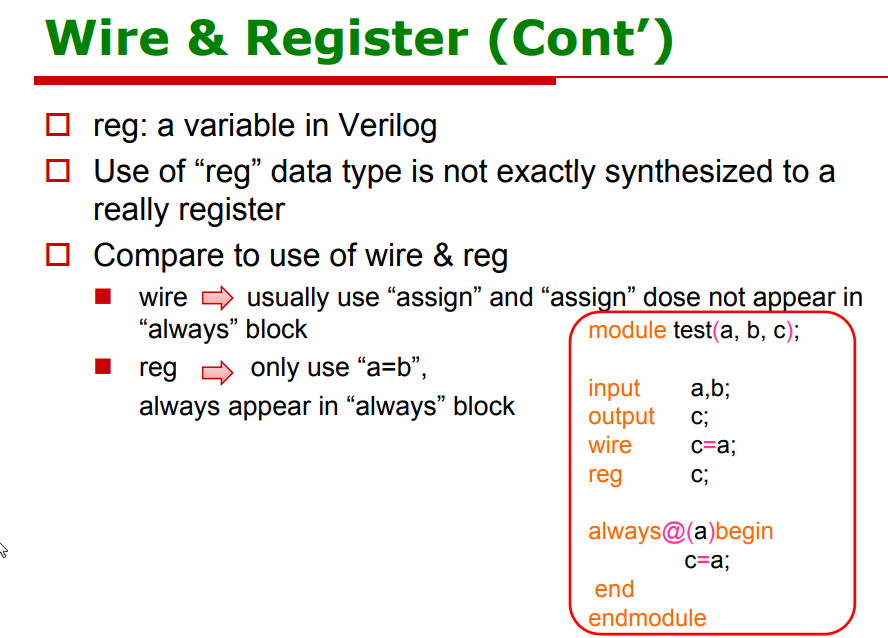 Wire & Register (Cont’)
reg: a variable in Verilog
Use of “reg” data type is not exactly synthesized to a
really register
Compare to use of wire & reg
wire usually use “assign” and “assign” dose not appear in
“always” block
reg only use “a=b”,
always appear in “always” block
module test(a, b, c);
input a,b;
output c;
wire c=a;
reg c;
always@(a)begin
c=a;
end
endmodule